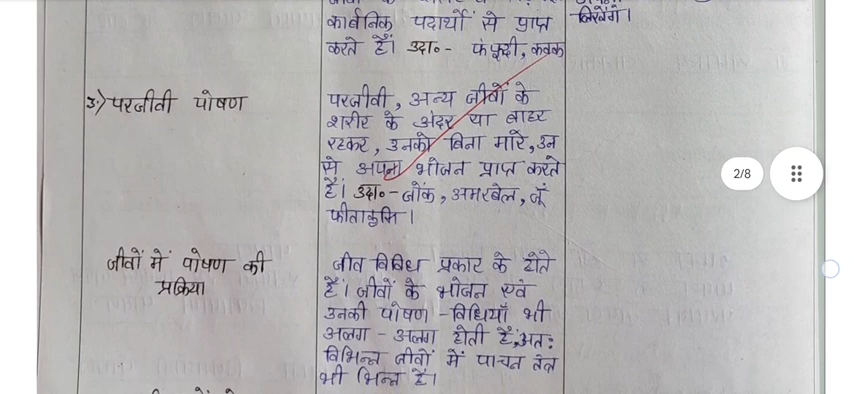 कार्बनिक पदार्थो से प्राप्त
लिखेंगे।
करते हैं। उदा०- फंफूदी, कवक
3) परजीवी पोषण
परजीवी, अन्य जीवों के
शरीर के अंदर या बाहर
रहकर, उनको बिना मारे, उन
से अपना भोजन प्राप्त करते
हैं। उदा०- जोंक, अमरबेल, जूँ
फीताकृमि।
2/8
जीवों में पोषण की
प्रक्रिया
जीव विविध प्रकार के होते
हैं। जीवों के भोजन एवं
उनकी पोषण - विधियाँ भी
अलग - अलग होती हैं, अत:
विभिन्न जीवों में पाचन तंत्र
भी भिन्न हैं।